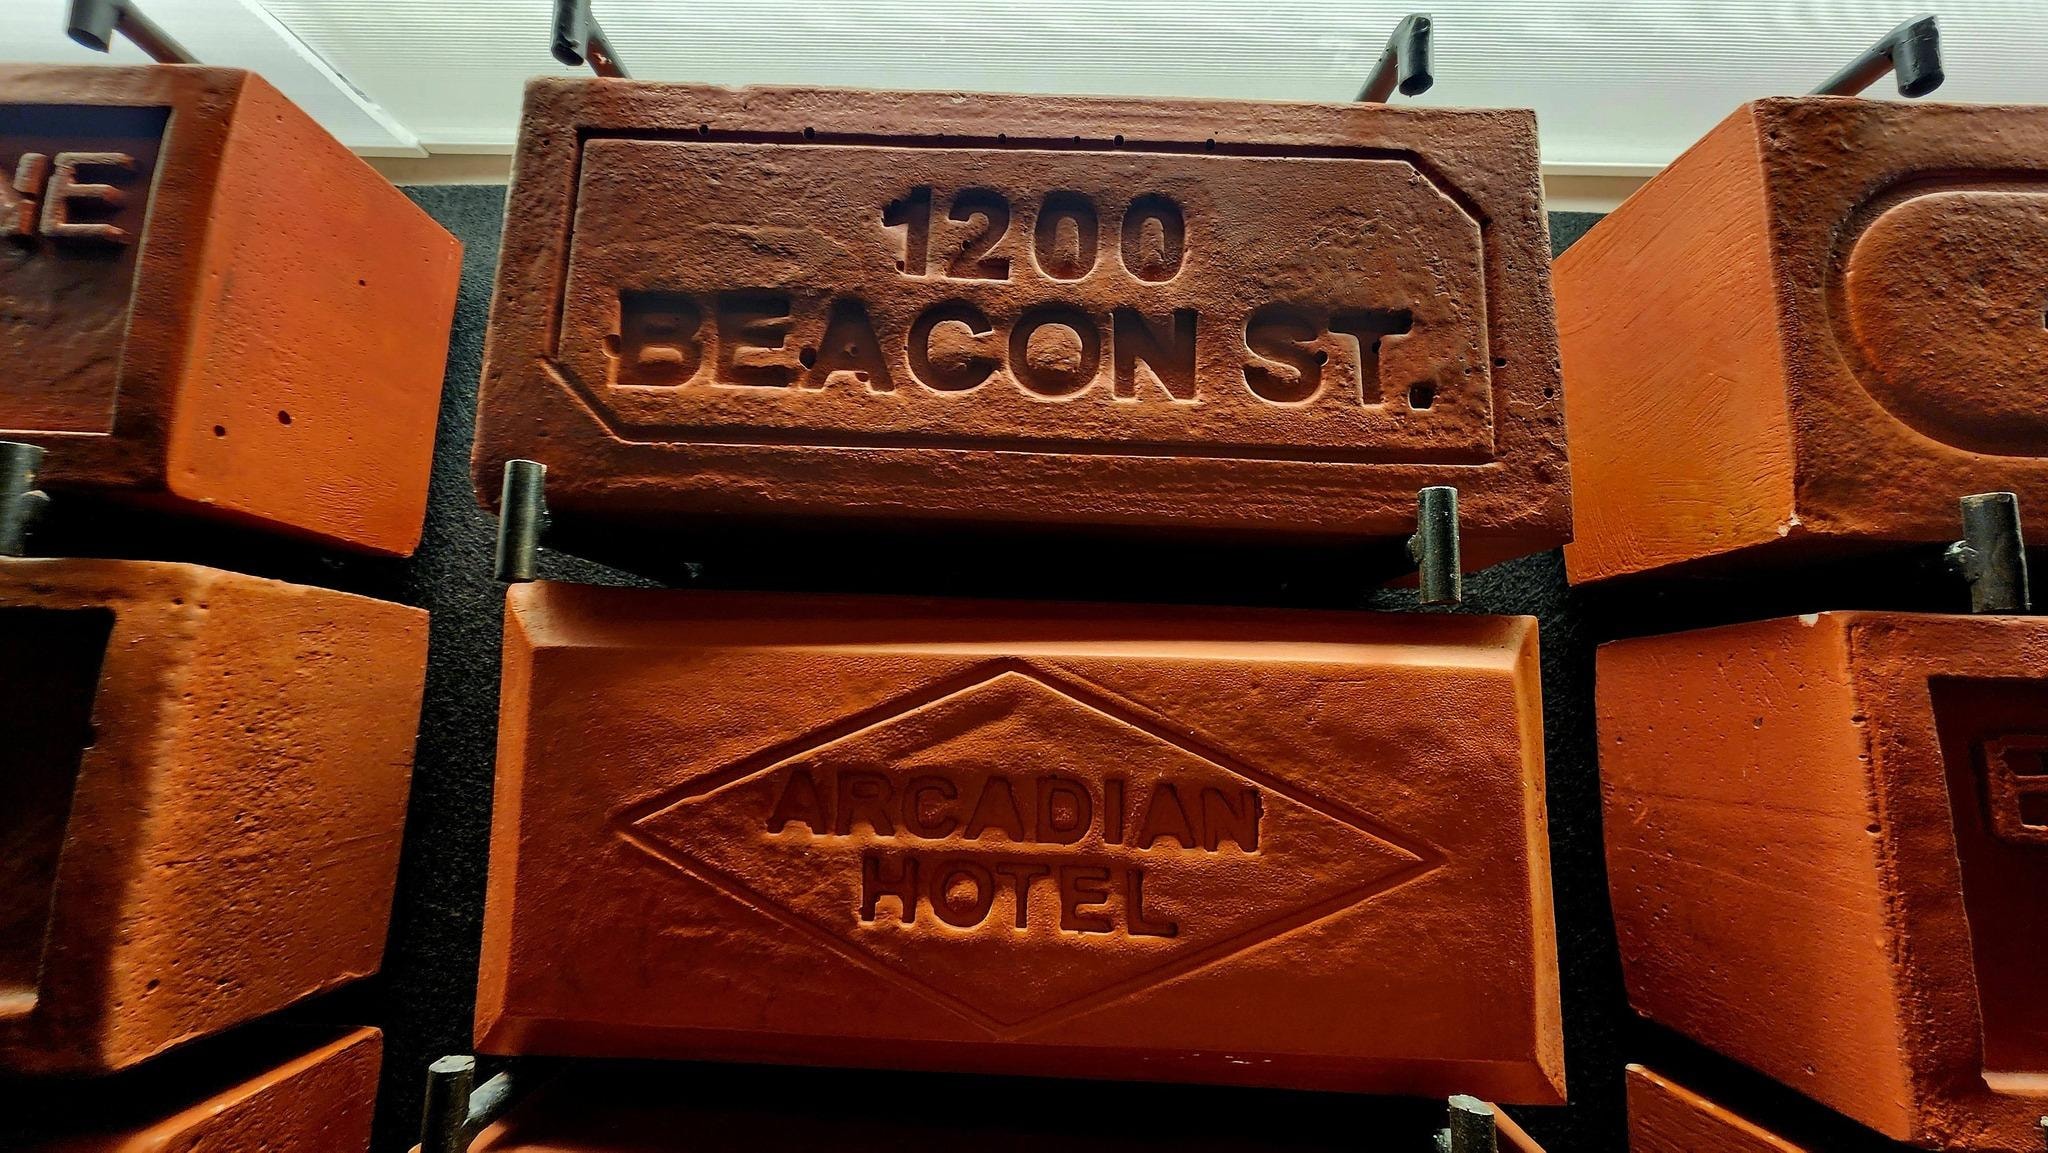 1200
BEACON ST.
ARCADIAN
HOTEL